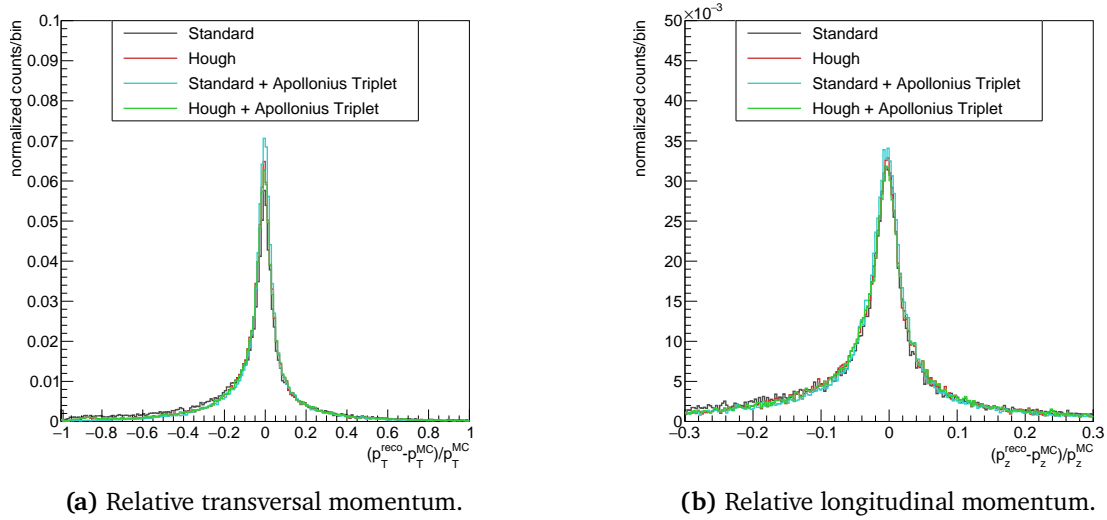 0.1
0.09
0.08
0.07
0.06
0.05
0.04
0.03
0.02
0.01
0
normalized counts/bin
Standard
Hough
Standard + Apollonius Triplet
Hough + Apollonius Triplet
−1 −0.8 −0.6 −0.4 −0.2 0 0.2 0.4 0.6 0.8 1
(p_T^reco-p_T^MC)/p_T^MC
(a) Relative transversal momentum.
×10⁻³
50
45
40
35
30
25
20
15
10
5
0
normalized counts/bin
Standard
Hough
Standard + Apollonius Triplet
Hough + Apollonius Triplet
−0.3 −0.2 −0.1 0 0.1 0.2 0.3
(p_z^reco-p_z^MC)/p_z^MC
(b) Relative longitudinal momentum.